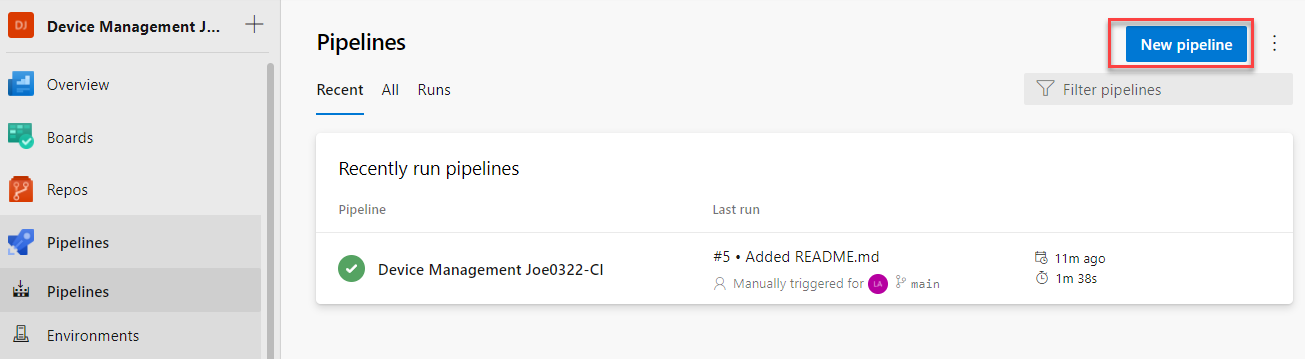 DJ Device Management J...
Overview
Boards
Repos
Pipelines
Pipelines
Environments
Pipelines
New pipeline
Recent All Runs
Filter pipelines
Recently run pipelines
Pipeline Last run
Device Management Joe0322-CI
#5 • Added README.md
Manually triggered for LA main
11m ago
1m 38s